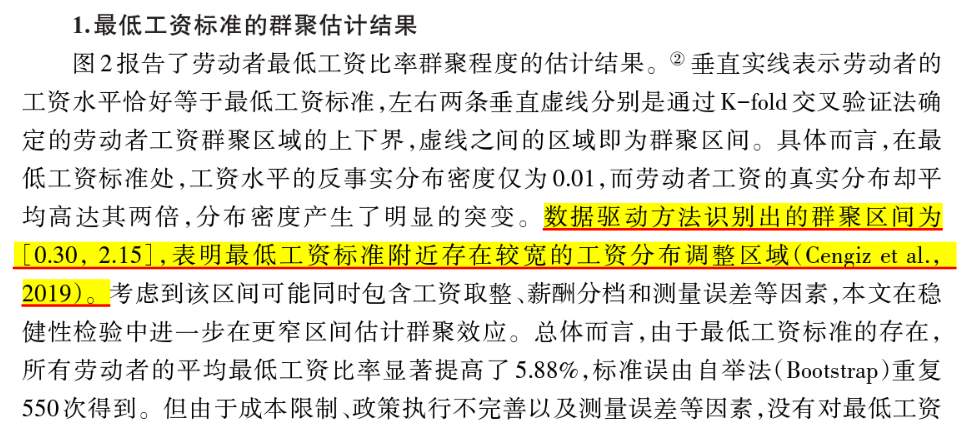 1.最低工资标准的群聚估计结果
图2报告了劳动者最低工资比率群聚程度的估计结果。②垂直实线表示劳动者的
工资水平恰好等于最低工资标准,左右两条垂直虚线分别是通过K-fold交叉验证法确
定的劳动者工资群聚区域的上下界,虚线之间的区域即为群聚区间。具体而言,在最
低工资标准处,工资水平的反事实分布密度仅为0.01,而劳动者工资的真实分布却平
均高达其两倍,分布密度产生了明显的突变。数据驱动方法识别出的群聚区间为
[0.30, 2.15],表明最低工资标准附近存在较宽的工资分布调整区域(Cengiz et al.,
2019)。考虑到该区间可能同时包含工资取整、薪酬分档和测量误差等因素,本文在稳
健性检验中进一步在更窄区间估计群聚效应。总体而言,由于最低工资标准的存在,
所有劳动者的平均最低工资比率显著提高了5.88%,标准误由自举法(Bootstrap)重复
550次得到。但由于成本限制、政策执行不完善以及测量误差等因素,没有对最低工资